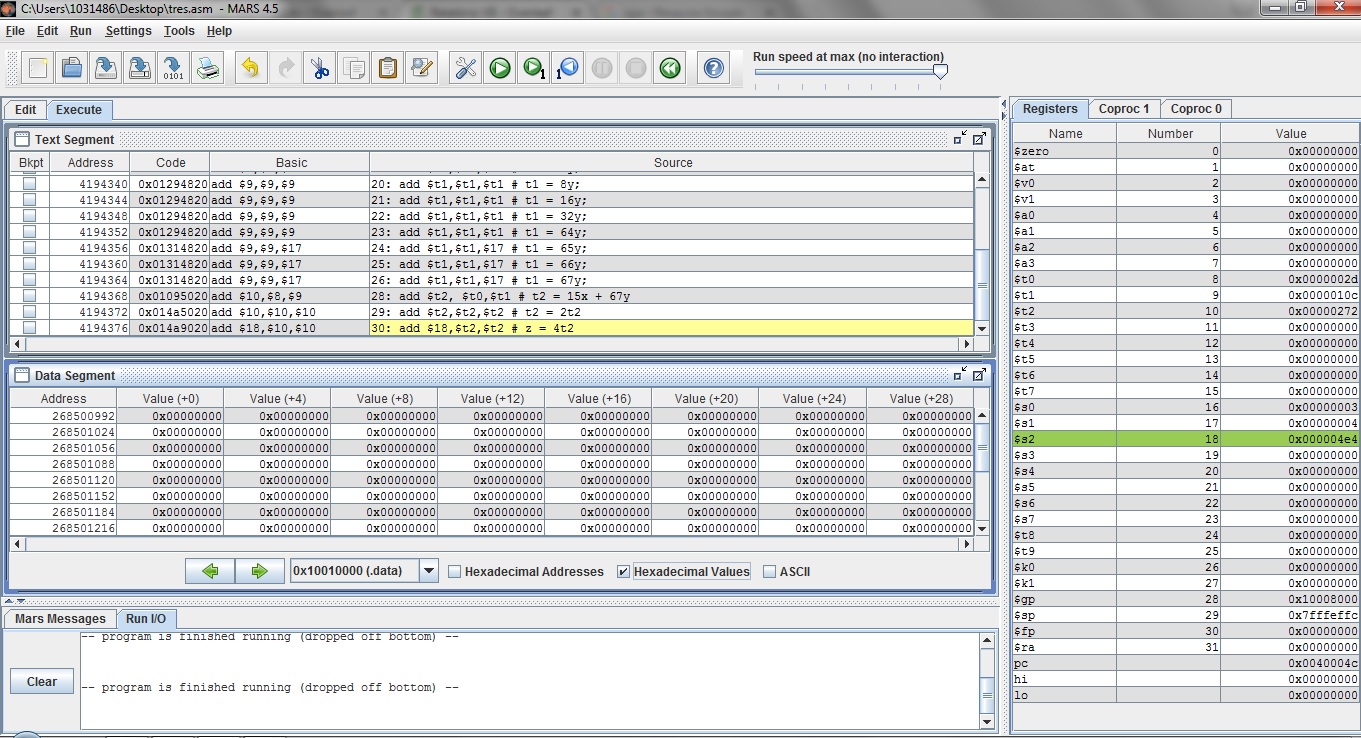 C:\Users\1031486\Desktop\tres.asm - MARS 4.5
File Edit Run Settings Tools Help
Run speed at max (no interaction)
Edit Execute
Text Segment
Bkpt Address Code Basic Source
4194340 0x01294820 add $9,$9,$9 20: add $t1,$t1,$t1 # t1 = 8y;
4194344 0x01294820 add $9,$9,$9 21: add $t1,$t1,$t1 # t1 = 16y;
4194348 0x01294820 add $9,$9,$9 22: add $t1,$t1,$t1 # t1 = 32y;
4194352 0x01294820 add $9,$9,$9 23: add $t1,$t1,$t1 # t1 = 64y;
4194356 0x01314820 add $9,$9,$17 24: add $t1,$t1,$17 # t1 = 65y;
4194360 0x01314820 add $9,$9,$17 25: add $t1,$t1,$17 # t1 = 66y;
4194364 0x01314820 add $9,$9,$17 26: add $t1,$t1,$17 # t1 = 67y;
4194368 0x01095020 add $10,$8,$9 28: add $t2, $t0,$t1 # t2 = 15x + 67y
4194372 0x014a5020 add $10,$10,$10 29: add $t2,$t2,$t2 # t2 = 2t2
4194376 0x014a9020 add $18,$10,$10 30: add $18,$t2,$t2 # z = 4t2
Data Segment
Address Value (+0) Value (+4) Value (+8) Value (+12) Value (+16) Value (+20) Value (+24) Value (+28)
268500992 0x00000000 0x00000000 0x00000000 0x00000000 0x00000000 0x00000000 0x00000000 0x00000000
268501024 0x00000000 0x00000000 0x00000000 0x00000000 0x00000000 0x00000000 0x00000000 0x00000000
268501056 0x00000000 0x00000000 0x00000000 0x00000000 0x00000000 0x00000000 0x00000000 0x00000000
268501088 0x00000000 0x00000000 0x00000000 0x00000000 0x00000000 0x00000000 0x00000000 0x00000000
268501120 0x00000000 0x00000000 0x00000000 0x00000000 0x00000000 0x00000000 0x00000000 0x00000000
268501152 0x00000000 0x00000000 0x00000000 0x00000000 0x00000000 0x00000000 0x00000000 0x00000000
268501184 0x00000000 0x00000000 0x00000000 0x00000000 0x00000000 0x00000000 0x00000000 0x00000000
268501216 0x00000000 0x00000000 0x00000000 0x00000000 0x00000000 0x00000000 0x00000000 0x00000000
0x10010000 (.data) Hexadecimal Addresses Hexadecimal Values ASCII
Mars Messages Run I/O
-- program is finished running (dropped off bottom) --
Clear
-- program is finished running (dropped off bottom) --
Registers Coproc 1 Coproc 0
Name Number Value
$zero 0 0x00000000
$at 1 0x00000000
$v0 2 0x00000000
$v1 3 0x00000000
$a0 4 0x00000000
$a1 5 0x00000000
$a2 6 0x00000000
$a3 7 0x00000000
$t0 8 0x0000002d
$t1 9 0x0000010c
$t2 10 0x00000272
$t3 11 0x00000000
$t4 12 0x00000000
$t5 13 0x00000000
$t6 14 0x00000000
$t7 15 0x00000000
$s0 16 0x00000003
$s1 17 0x00000004
$s2 18 0x000004e4
$s3 19 0x00000000
$s4 20 0x00000000
$s5 21 0x00000000
$s6 22 0x00000000
$s7 23 0x00000000
$t8 24 0x00000000
$t9 25 0x00000000
$k0 26 0x00000000
$k1 27 0x00000000
$gp 28 0x10008000
$sp 29 0x7fffeffc
$fp 30 0x00000000
$ra 31 0x00000000
pc 0x0040004c
hi 0x00000000
lo 0x00000000